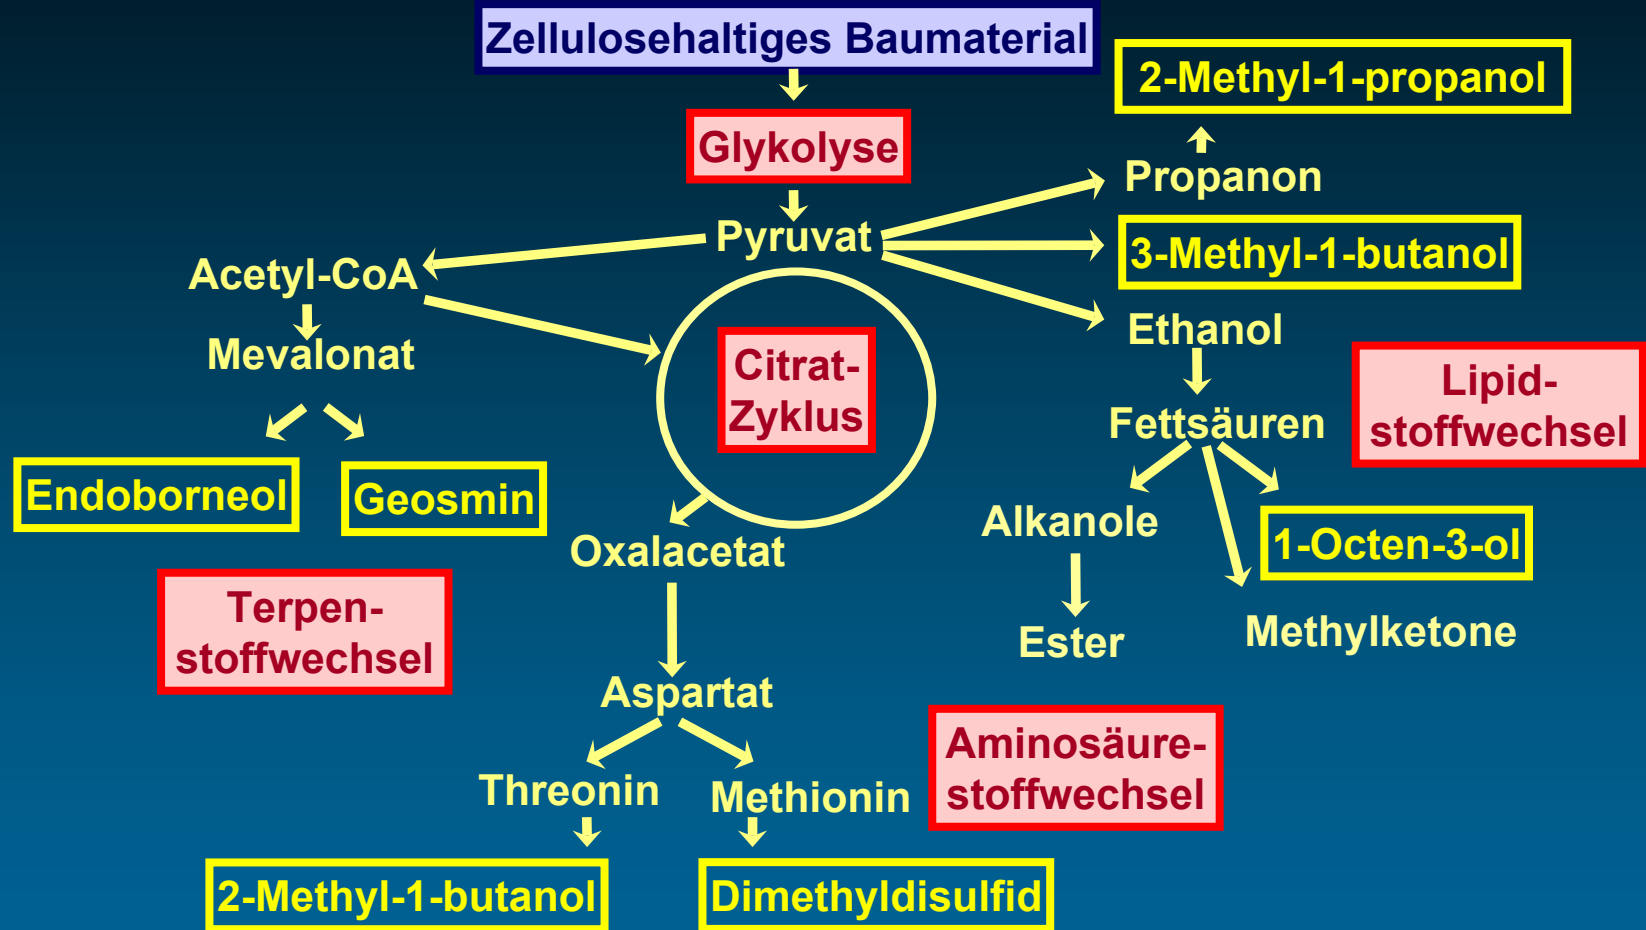 Zellulosehaltiges Baumaterial
2-Methyl-1-propanol
Glykolyse
Propanon
Pyruvat
3-Methyl-1-butanol
Acetyl-CoA
Ethanol
Mevalonat
Citrat-
Zyklus
Lipid-
stoffwechsel
Fettsäuren
Endoborneol
Geosmin
Alkanole
1-Octen-3-ol
Oxalacetat
Terpen-
stoffwechsel
Ester
Methylketone
Aspartat
Aminosäure-
stoffwechsel
Threonin
Methionin
2-Methyl-1-butanol
Dimethyldisulfid